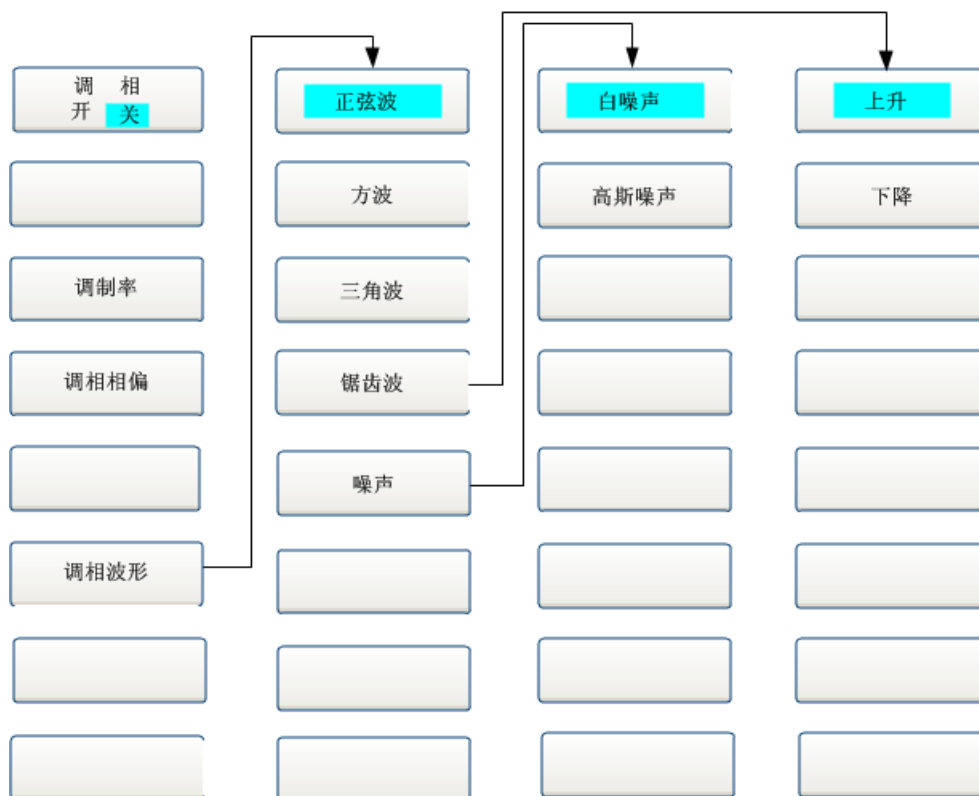 调 相
开 关
调制率
调相相偏
调相波形
正弦波
方波
三角波
锯齿波
噪声
白噪声
高斯噪声
上升
下降